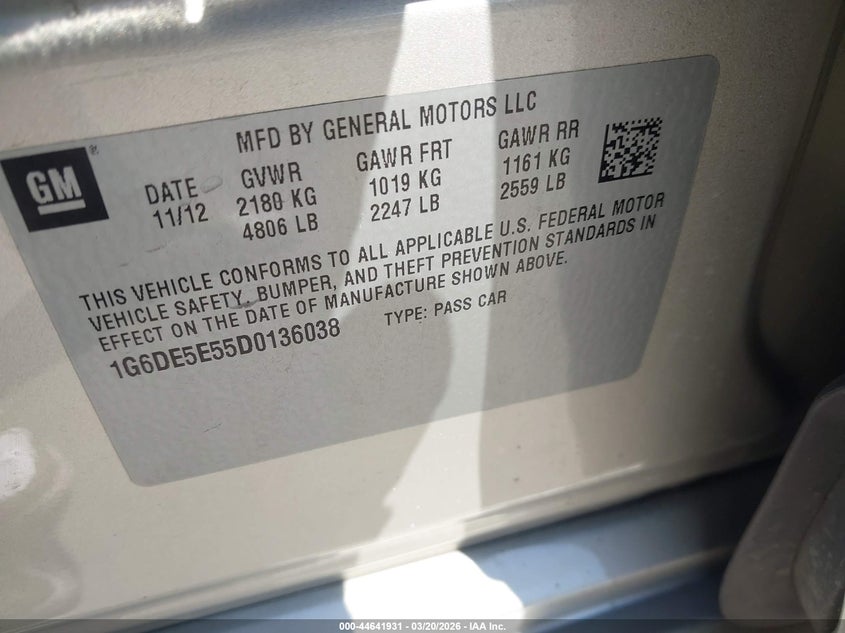 MFD BY GENERAL MOTORS LLC
GM
DATE GVWR GAWR FRT GAWR RR
11/12 2180 KG 1019 KG 1161 KG
4806 LB 2247 LB 2559 LB
THIS VEHICLE CONFORMS TO ALL APPLICABLE U.S. FEDERAL MOTOR
VEHICLE SAFETY, BUMPER, AND THEFT PREVENTION STANDARDS IN
EFFECT ON THE DATE OF MANUFACTURE SHOWN ABOVE.
1G6DE5E55D0136038 TYPE: PASS CAR
000-44641931 - 03/20/2026 - IAA Inc.